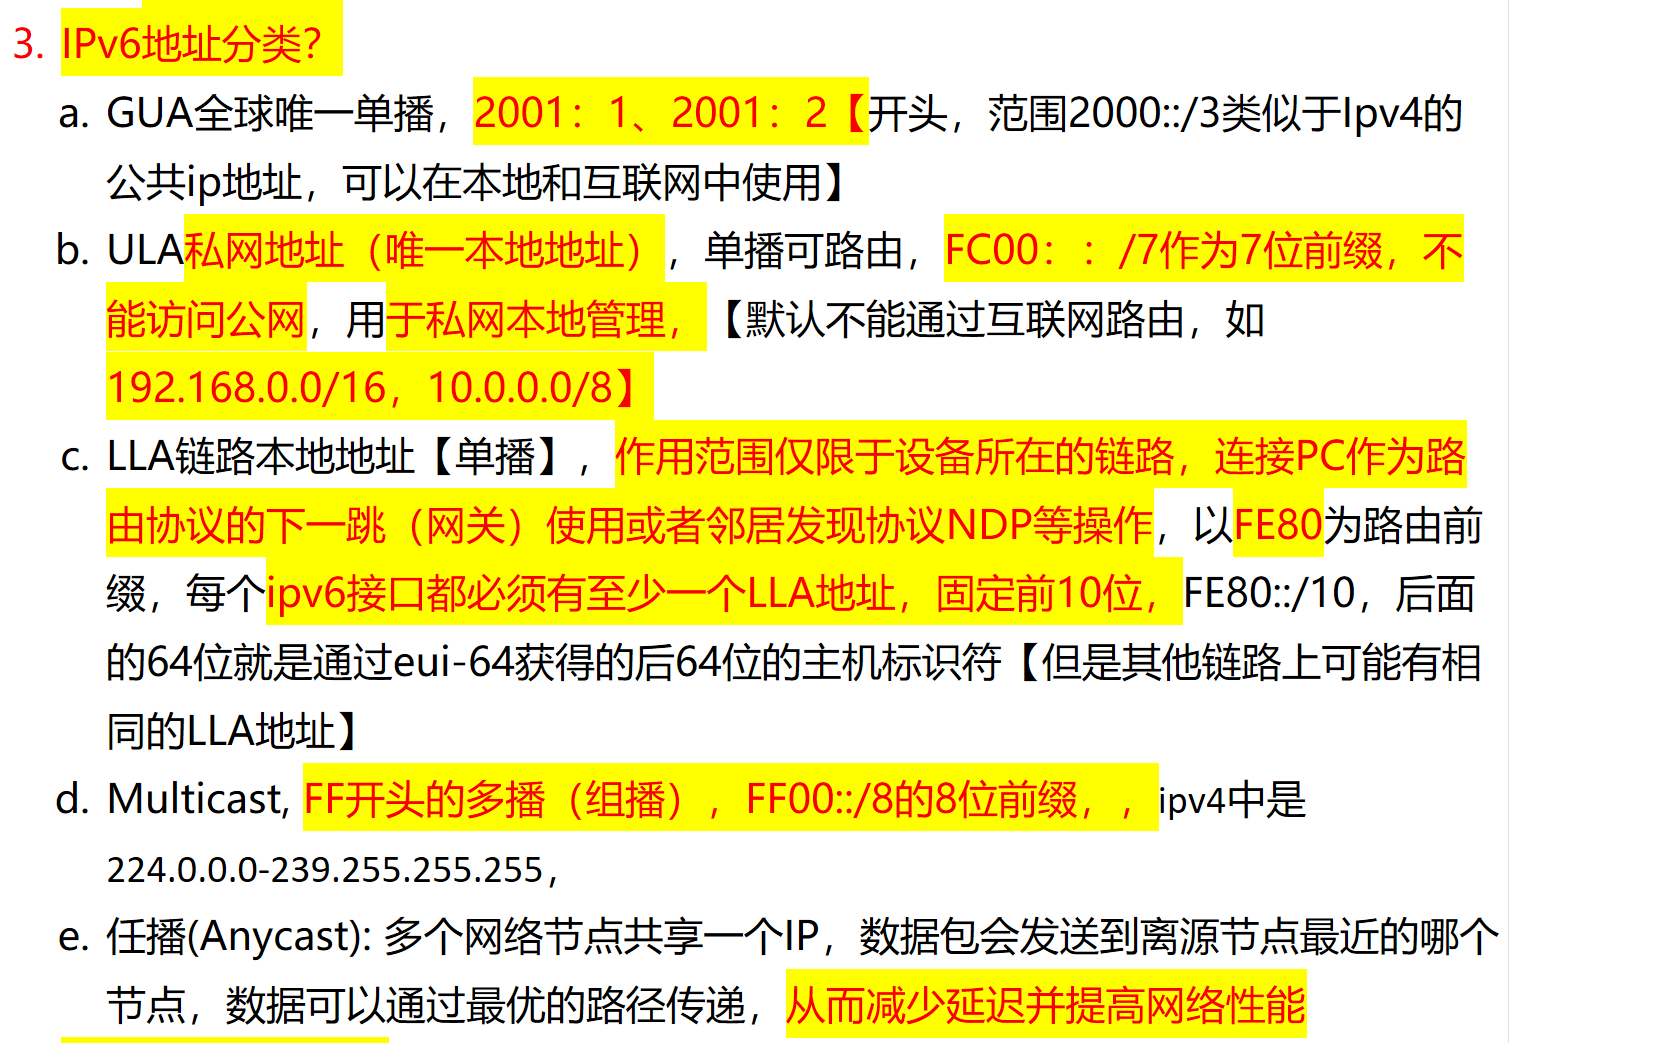 3. IPv6地址分类？
a. GUA全球唯一单播，2001：1、2001：2【开头，范围2000::/3类似于Ipv4的
公共ip地址，可以在本地和互联网中使用】
b. ULA私网地址（唯一本地地址），单播可路由，FC00：：/7作为7位前缀，不
能访问公网，用于私网本地管理，【默认不能通过互联网路由，如
192.168.0.0/16，10.0.0.0/8】
c. LLA链路本地地址【单播】，作用范围仅限于设备所在的链路，连接PC作为路
由协议的下一跳（网关）使用或者邻居发现协议NDP等操作，以FE80为路由前
缀，每个ipv6接口都必须有至少一个LLA地址，固定前10位，FE80::/10，后面
的64位就是通过eui-64获得的后64位的主机标识符【但是其他链路上可能有相
同的LLA地址】
d. Multicast, FF开头的多播（组播），FF00::/8的8位前缀，，ipv4中是
224.0.0.0-239.255.255.255，
e. 任播(Anycast): 多个网络节点共享一个IP，数据包会发送到离源节点最近的哪个
节点，数据可以通过最优的路径传递，从而减少延迟并提高网络性能